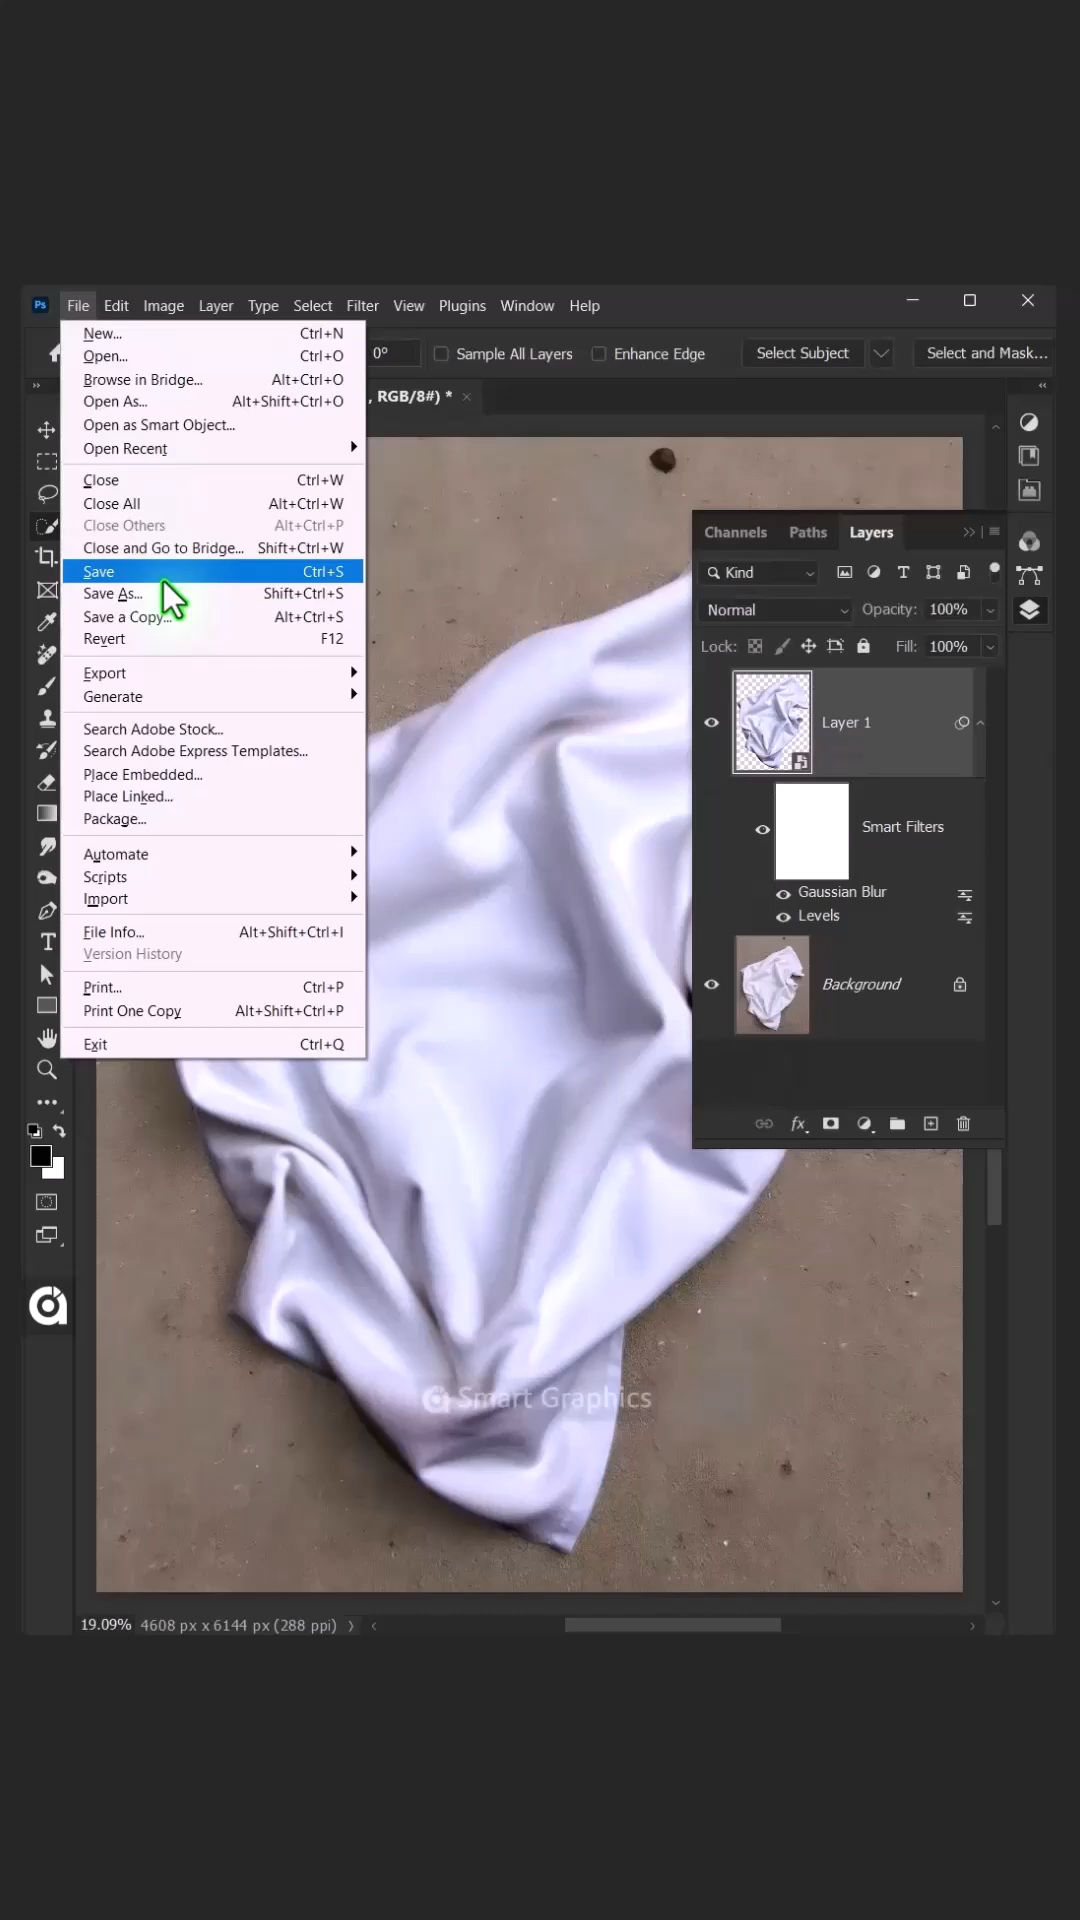 Ps File Edit Image Layer Type Select Filter View Plugins Window Help
0° Sample All Layers Enhance Edge Select Subject Select and Mask...
, RGB/8#) *
New... Ctrl+N
Open... Ctrl+O
Browse in Bridge... Alt+Ctrl+O
Open As... Alt+Shift+Ctrl+O
Open as Smart Object...
Open Recent
Close Ctrl+W
Close All Alt+Ctrl+W
Close Others Alt+Ctrl+P
Close and Go to Bridge... Shift+Ctrl+W
Save Ctrl+S
Save As... Shift+Ctrl+S
Save a Copy... Alt+Ctrl+S
Revert F12
Export
Generate
Search Adobe Stock...
Search Adobe Express Templates...
Place Embedded...
Place Linked...
Package...
Automate
Scripts
Import
File Info... Alt+Shift+Ctrl+I
Version History
Print... Ctrl+P
Print One Copy Alt+Shift+Ctrl+P
Exit Ctrl+Q
Channels Paths Layers
Kind
Normal Opacity: 100%
Lock: Fill: 100%
Layer 1
Smart Filters
Gaussian Blur
Levels
Background
fx
Smart Graphics
19.09% 4608 px x 6144 px (288 ppi)